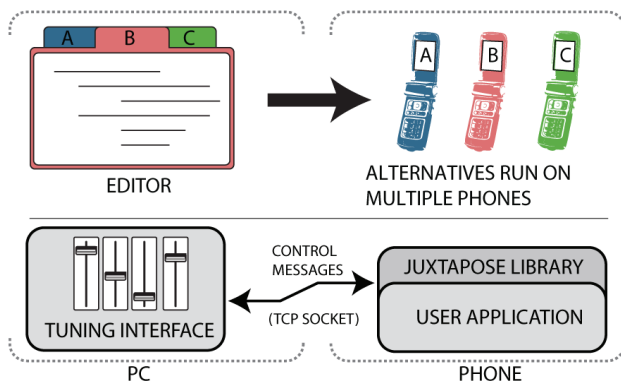 A B C
EDITOR
A
B
C
ALTERNATIVES RUN ON
MULTIPLE PHONES
TUNING INTERFACE
CONTROL
MESSAGES
(TCP SOCKET)
JUXTAPOSE LIBRARY
USER APPLICATION
PC
PHONE